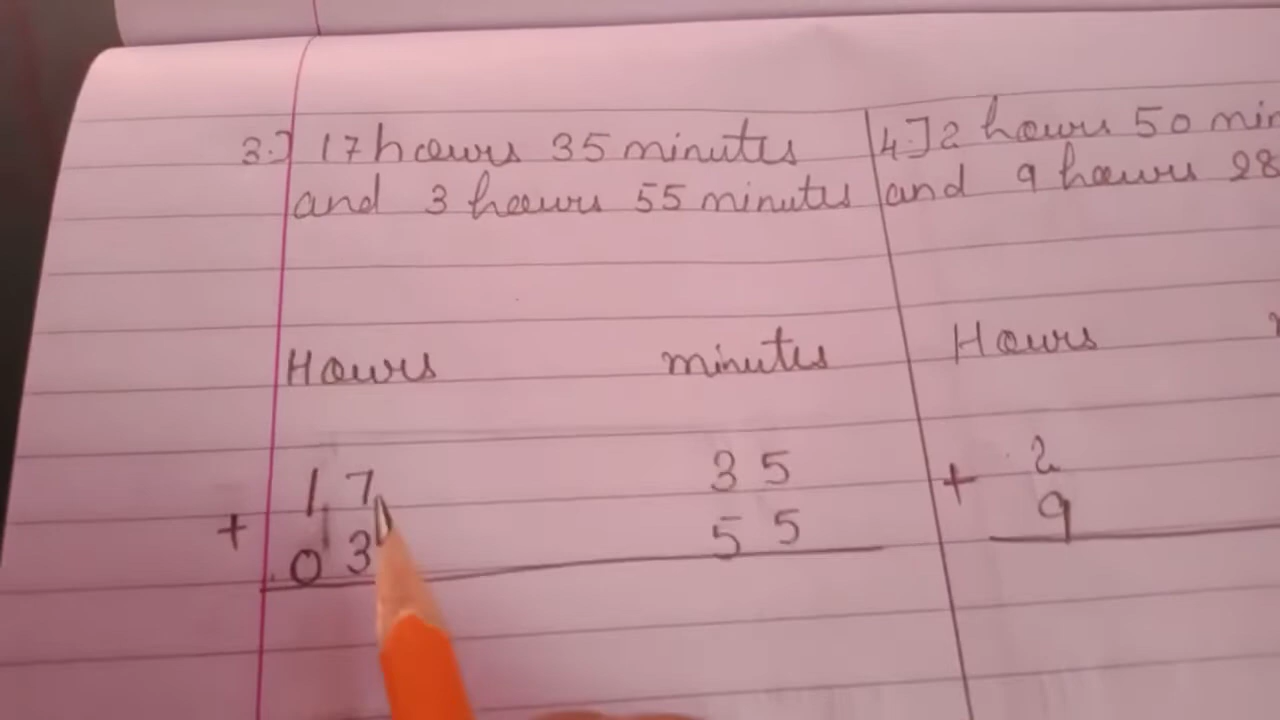 3.] 17 hours 35 minutes
and 3 hours 55 minutes
4.] 2 hours 50 min
and 9 hours 28
Hours minutes
17 35
+ 03 55
Hours
+ 2
9